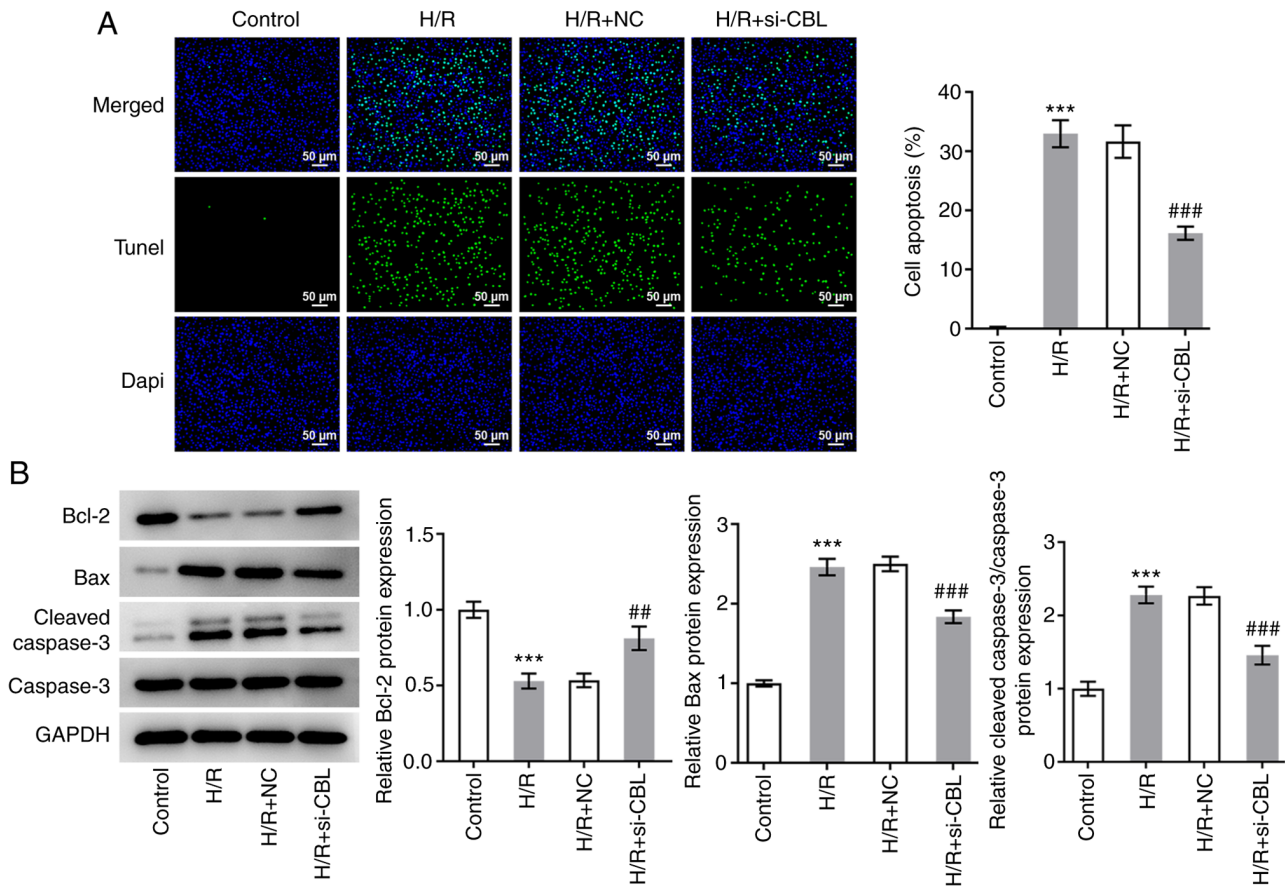 A
Control
H/R
H/R+NC
H/R+si-CBL
Merged
50 µm
50 µm
50 µm
50 µm
Tunel
50 µm
50 µm
50 µm
50 µm
Dapi
50 µm
50 µm
50 µm
50 µm
Cell apoptosis (%)
40
30
20
10
0
***
###
Control
H/R
H/R+NC
H/R+si-CBL
B
Bcl-2
Bax
Cleaved
caspase-3
Caspase-3
GAPDH
Control
H/R
H/R+NC
H/R+si-CBL
Relative Bcl-2 protein expression
1.5
1.0
0.5
0.0
***
##
Control
H/R
H/R+NC
H/R+si-CBL
Relative Bax protein expression
3
2
1
0
***
###
Control
H/R
H/R+NC
H/R+si-CBL
Relative cleaved caspase-3/caspase-3
protein expression
3
2
1
0
***
###
Control
H/R
H/R+NC
H/R+si-CBL